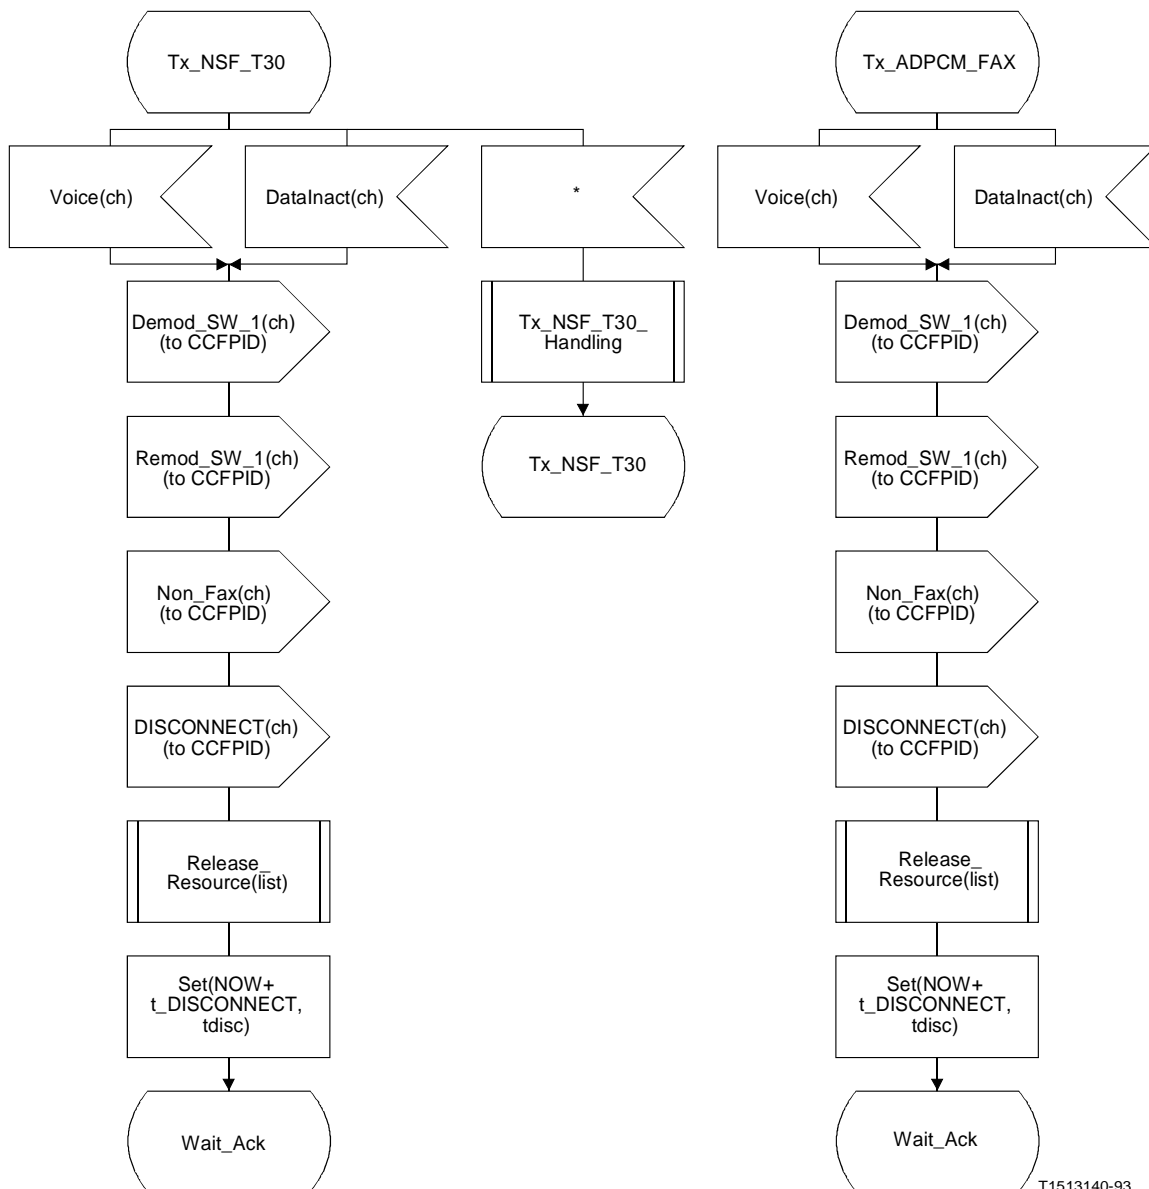 Tx_NSF_T30
Tx_ADPCM_FAX
Voice(ch)
DataInact(ch)
*
Voice(ch)
DataInact(ch)
Demod_SW_1(ch)
(to CCFPID)
Tx_NSF_T30_
Handling
Demod_SW_1(ch)
(to CCFPID)
Remod_SW_1(ch)
(to CCFPID)
Tx_NSF_T30
Remod_SW_1(ch)
(to CCFPID)
Non_Fax(ch)
(to CCFPID)
Non_Fax(ch)
(to CCFPID)
DISCONNECT(ch)
(to CCFPID)
DISCONNECT(ch)
(to CCFPID)
Release_
Resource(list)
Release_
Resource(list)
Set(NOW+
t_DISCONNECT,
tdisc)
Set(NOW+
t_DISCONNECT,
tdisc)
Wait_Ack
Wait_Ack
T1513140-93